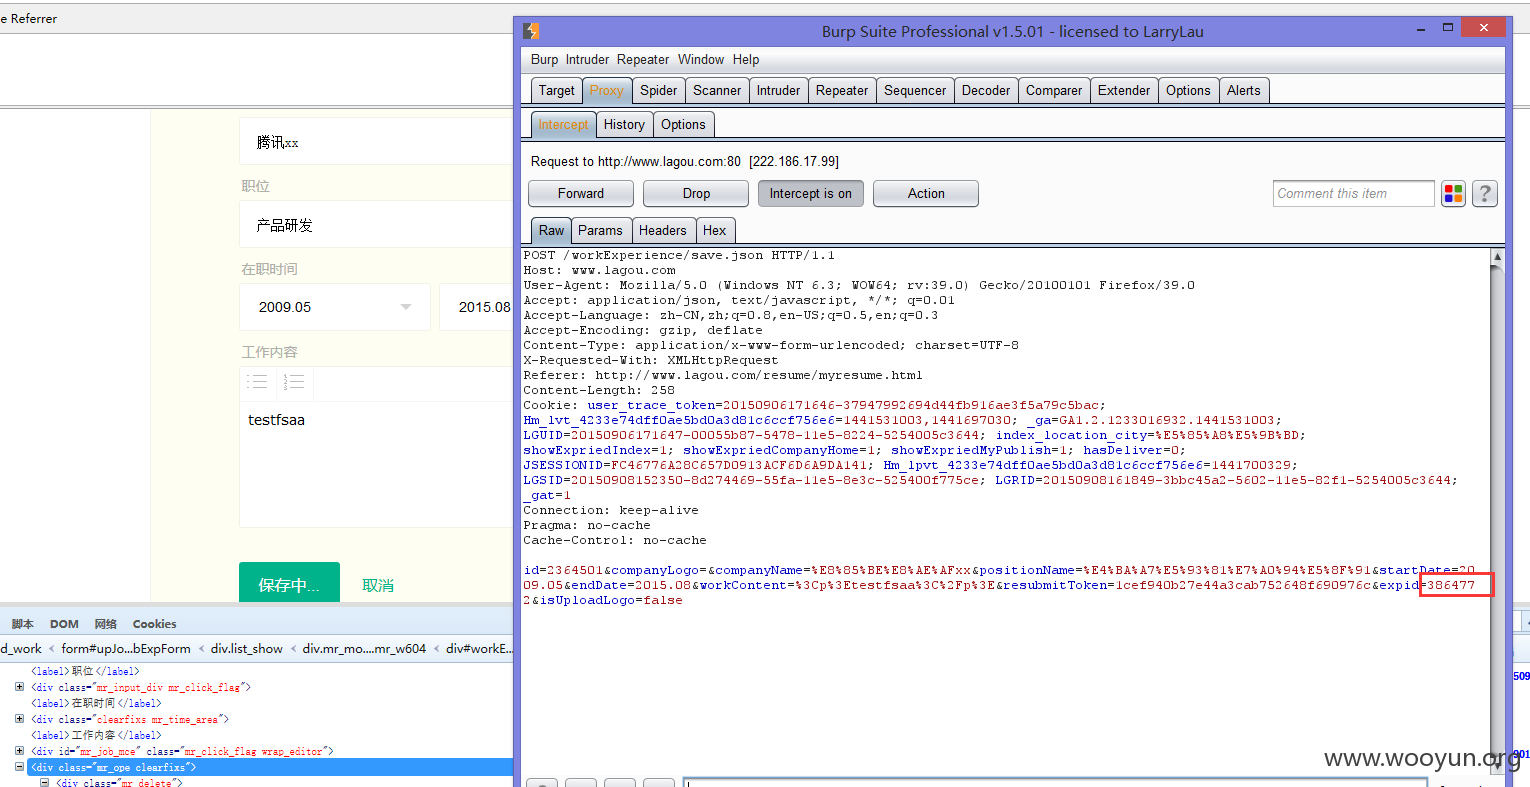 e Referrer
腾讯xx
职位
产品研发
在职时间
2009.05
2015.08
工作内容
testfsaa
保存中...
取消
脚本 DOM 网络 Cookies
d_work < form#upJo...bExpForm < div.list_show < div.mr_mo....mr_w604 < div#workE...
<label>职位</label>
<div class="mr_input_div mr_click_flag">
<label>在职时间</label>
<div class="clearfixs mr_time_area">
<label>工作内容</label>
<div id="mr_job_mce" class="mr_click_flag wrap_editor">
<div class="mr_ope clearfixs">
<div class="mr_delete">
Burp Suite Professional v1.5.01 - licensed to LarryLau
Burp Intruder Repeater Window Help
Target Proxy Spider Scanner Intruder Repeater Sequencer Decoder Comparer Extender Options Alerts
Intercept History Options
Request to http://www.lagou.com:80 [222.186.17.99]
Forward Drop Intercept is on Action Comment this item ?
Raw Params Headers Hex
POST /workExperience/save.json HTTP/1.1
Host: www.lagou.com
User-Agent: Mozilla/5.0 (Windows NT 6.3; WOW64; rv:39.0) Gecko/20100101 Firefox/39.0
Accept: application/json, text/javascript, */*; q=0.01
Accept-Language: zh-CN,zh;q=0.8,en-US;q=0.5,en;q=0.3
Accept-Encoding: gzip, deflate
Content-Type: application/x-www-form-urlencoded; charset=UTF-8
X-Requested-With: XMLHttpRequest
Referer: http://www.lagou.com/resume/myresume.html
Content-Length: 258
Cookie: user_trace_token=20150906171646-37947992694d44fb916ae3f5a79c5bac;
Hm_lvt_4233e74dff0ae5bd0a3d81c6ccf756e6=1441531003,1441697030; _ga=GA1.2.1233016932.1441531003;
LGUID=20150906171647-00055b87-5478-11e5-8224-5254005c3644; index_location_city=%E5%85%A8%E5%9B%BD;
showExpriedIndex=1; showExpriedCompanyHome=1; showExpriedMyPublish=1; hasDeliver=0;
JSESSIONID=FC46776A28C657D0913ACF6D6A9DA141; Hm_lpvt_4233e74dff0ae5bd0a3d81c6ccf756e6=1441700329;
LGSID=20150908152350-8d274469-55fa-11e5-8e3c-525400f775ce; LGRID=20150908161849-3bbc45a2-5602-11e5-82f1-5254005c3644;
_gat=1
Connection: keep-alive
Pragma: no-cache
Cache-Control: no-cache
id=2364501&companyLogo=&companyName=%E8%85%BE%E8%AE%AFxx&positionName=%E4%BA%A7%E5%93%81%E7%A0%94%E5%8F%91&startDate=20
09.05&endDate=2015.08&workContent=%3Cp%3Etestfsaa%3C%2Fp%3E&resubmitToken=1cef940b27e44a3cab752648f690976c&expid=386477
2&isUploadLogo=false
509
901
www.wooyun.org